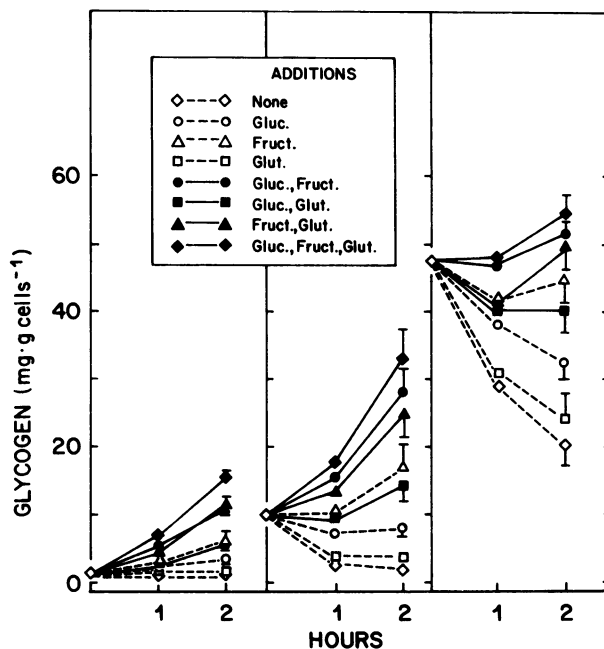 ADDITIONS
None
Gluc.
Fruct.
Glut.
Gluc., Fruct.
Gluc., Glut.
Fruct., Glut.
Gluc., Fruct., Glut.
GLYCOGEN (mg·g cells⁻¹)
60
40
20
0
1 2 1 2 1 2
HOURS